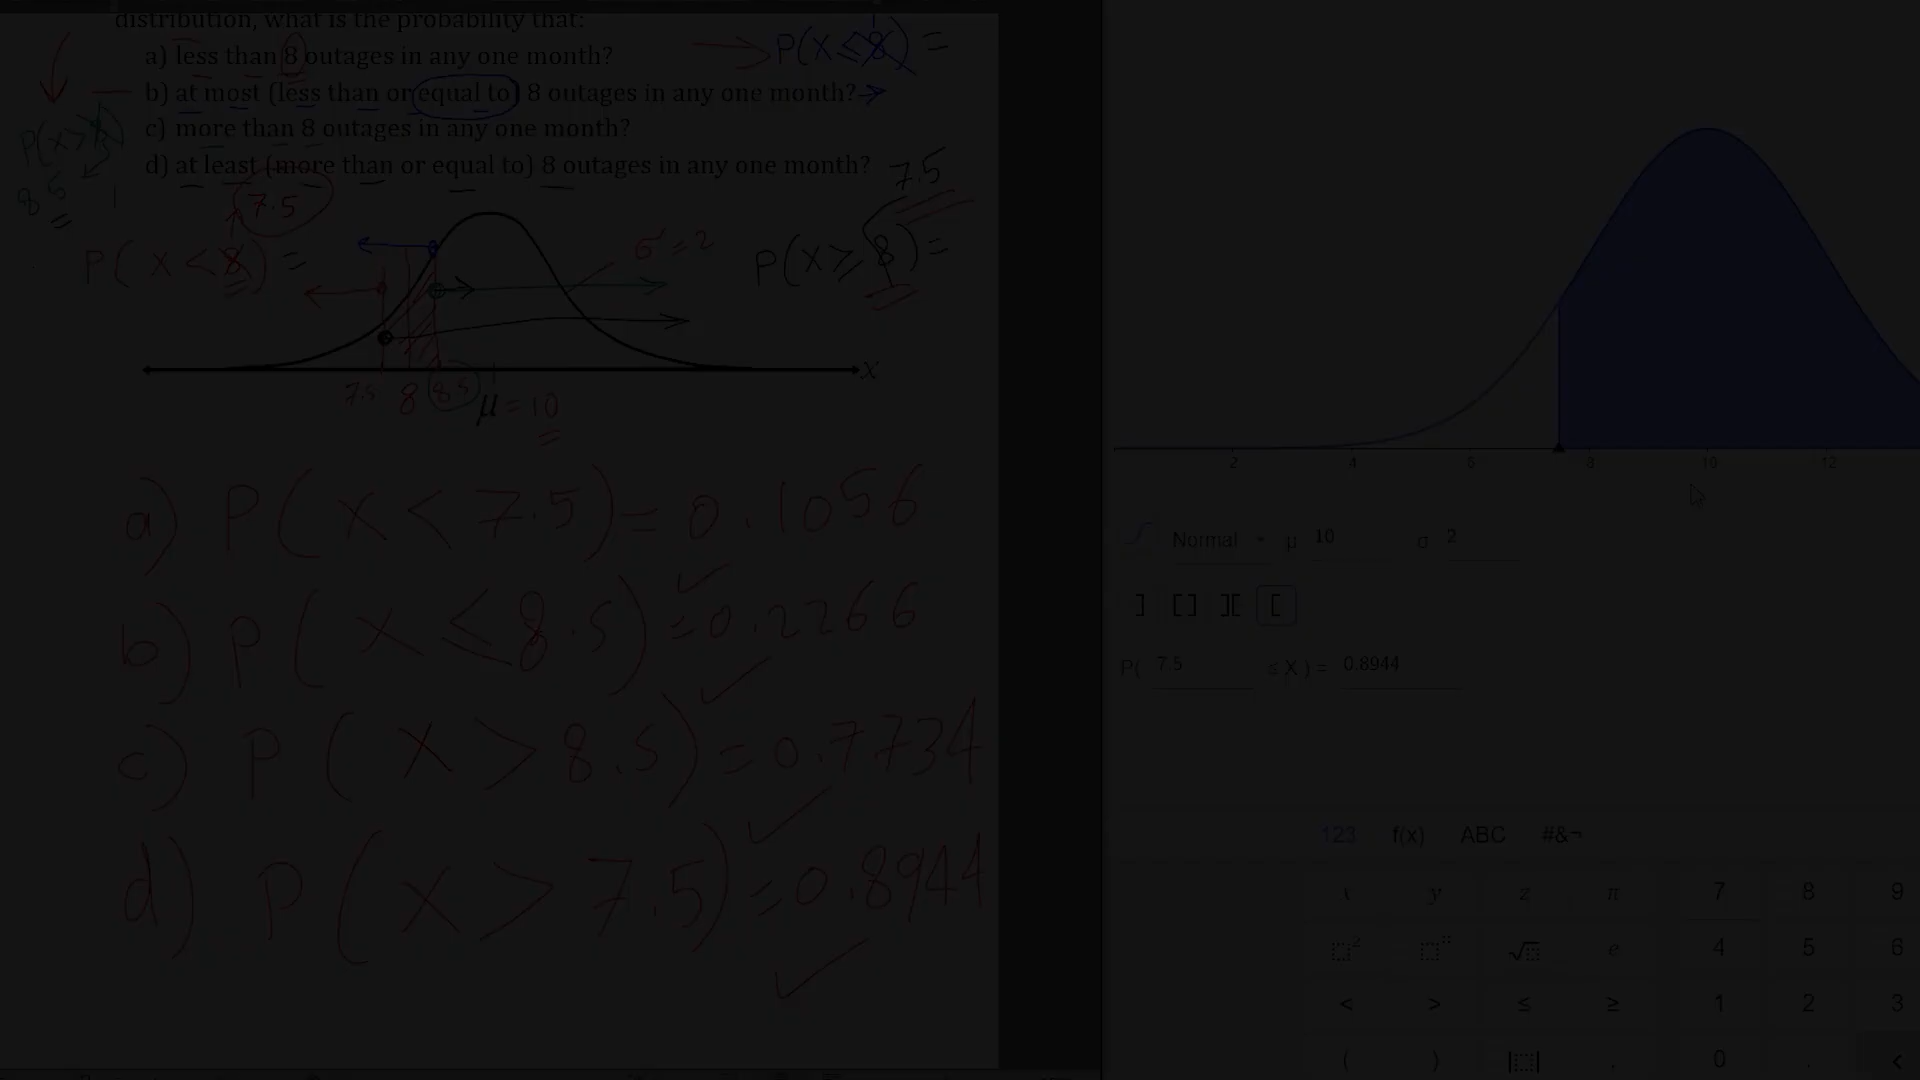 distribution, what is the probability that:
a) less than 8 outages in any one month?
P(X≤8) =
b) at most (less than or equal to) 8 outages in any one month?
c) more than 8 outages in any one month?
d) at least (more than or equal to) 8 outages in any one month?
7.5
7.5
P(X<8) =
σ=2
P(X≥8) =
x
7.5 8 8.5
μ = 10
a) P(X<7.5) = 0.1056
b) P(X<8.5) = 0.2266
c) P(X>8.5) = 0.7734
d) P(X>7.5) = 0.8944
2 4 6 8 10 12
Normal μ 10 σ 2
] [ ] ][ [
P( 7.5 ≤ X ) = 0.8944
123 f(x) ABC #&¬
x y z π 7 8 9
√ e 4 5 6
< > ≤ ≥ 1 2 3
( ) | | . 0 . <